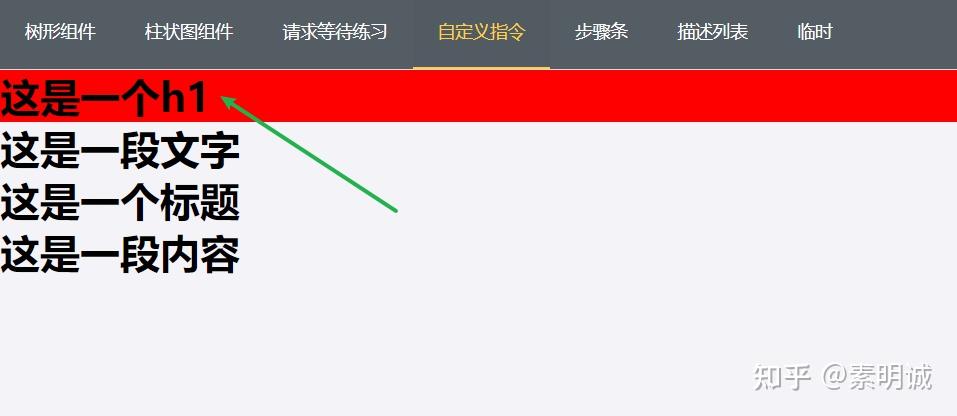 树形组件 柱状图组件 请求等待练习 自定义指令 步骤条 描述列表 临时
这是一个h1
这是一段文字
这是一个标题
这是一段内容
知乎 @素明诚